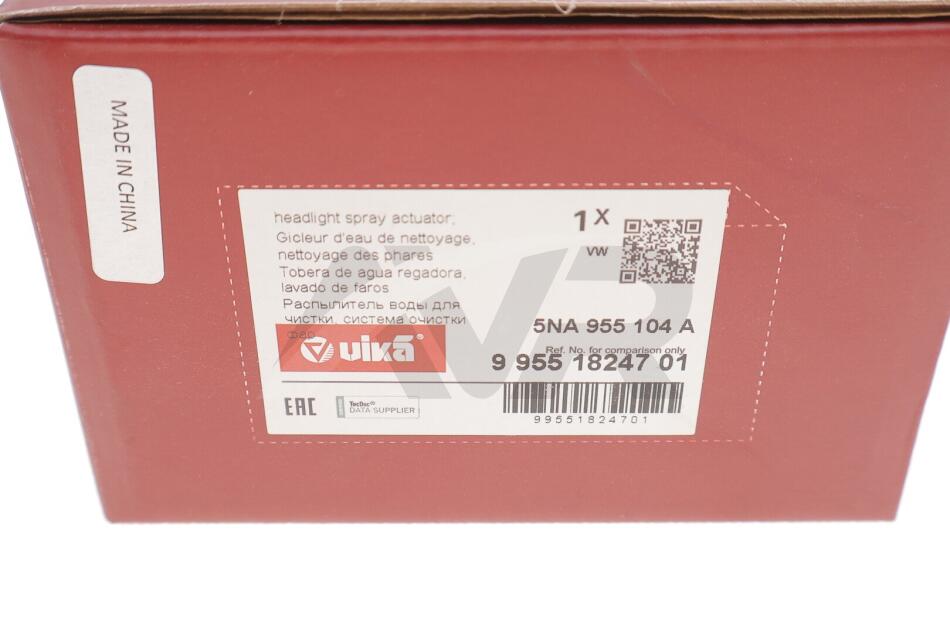 MADE IN CHINA
headlight spray actuator;
Gicleur d'eau de nettoyage,
nettoyage des phares
Tobera de agua regadora,
lavado de faros
Распылитель воды для
чистки, система очистки
фар
1 X
VW
5NA 955 104 A
Ref. No. for comparison only
9 955 18247 01
vika
EAC
TecDoc®
DATA SUPPLIER
99551824701
AVR